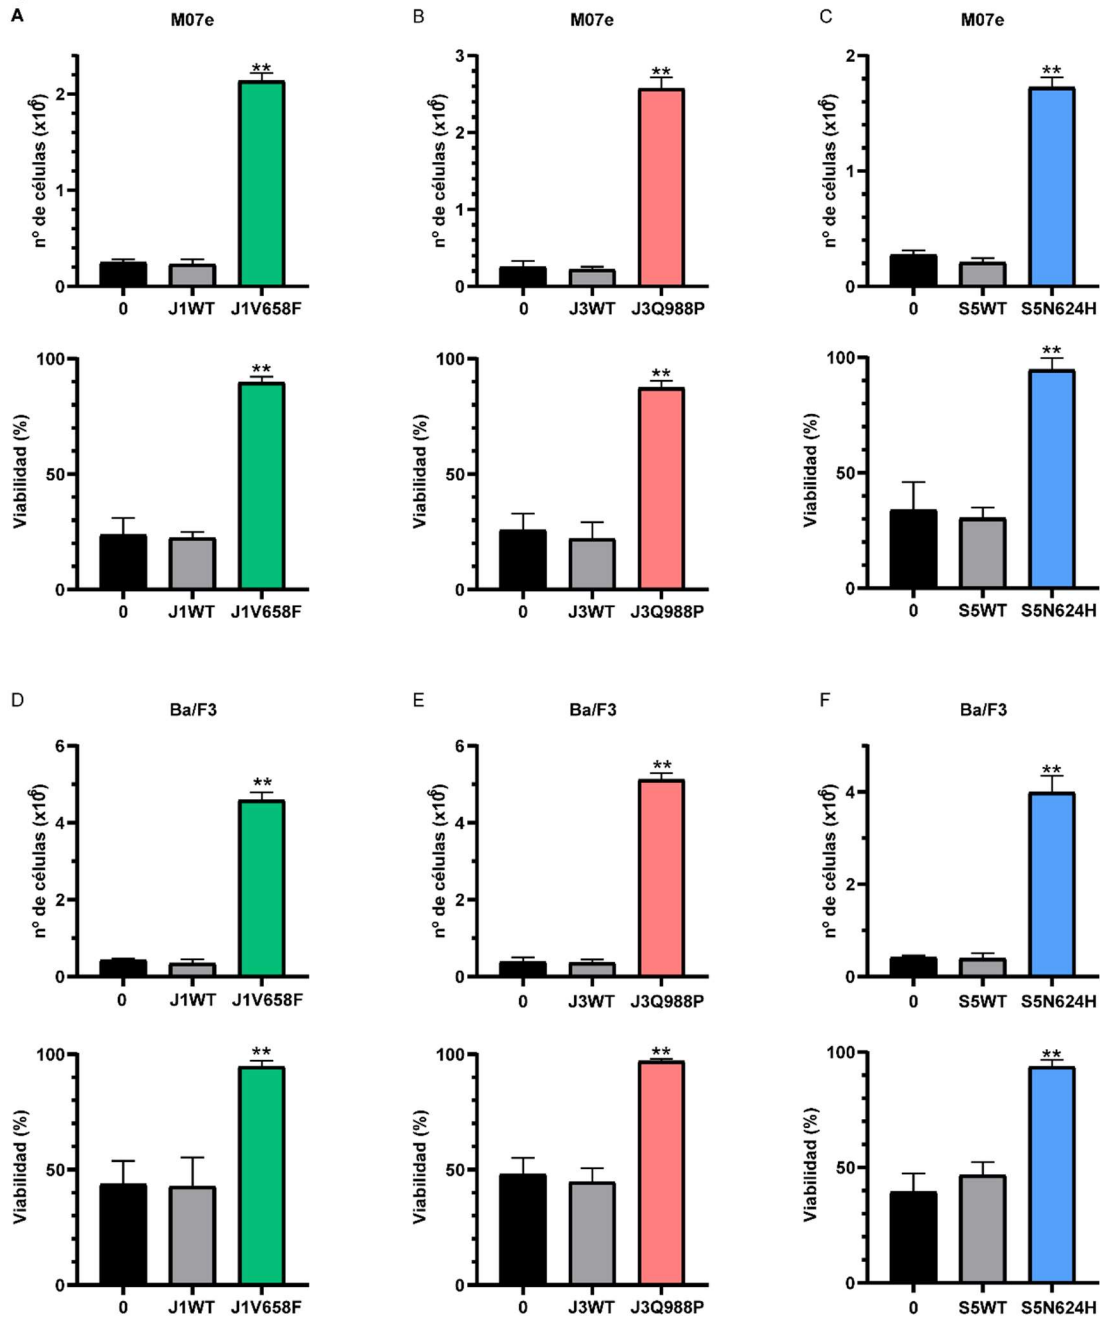 A
M07e
nº de células (x10⁶)
2
1
0
**
0 J1WT J1V658F
B
M07e
nº de células (x10⁶)
3
2
1
0
**
0 J3WT J3Q988P
C
M07e
nº de células (x10⁶)
2
1
0
**
0 S5WT S5N624H
Viabilidad (%)
100
50
0
**
0 J1WT J1V658F
Viabilidad (%)
100
50
0
**
0 J3WT J3Q988P
Viabilidad (%)
100
50
0
**
0 S5WT S5N624H
D
Ba/F3
nº de células (x10⁶)
6
4
2
0
**
0 J1WT J1V658F
E
Ba/F3
nº de células (x10⁶)
6
4
2
0
**
0 J3WT J3Q988P
F
Ba/F3
nº de células (x10⁶)
4
2
0
**
0 S5WT S5N624H
Viabilidad (%)
100
50
0
**
0 J1WT J1V658F
Viabilidad (%)
100
50
0
**
0 J3WT J3Q988P
Viabilidad (%)
100
50
0
**
0 S5WT S5N624H